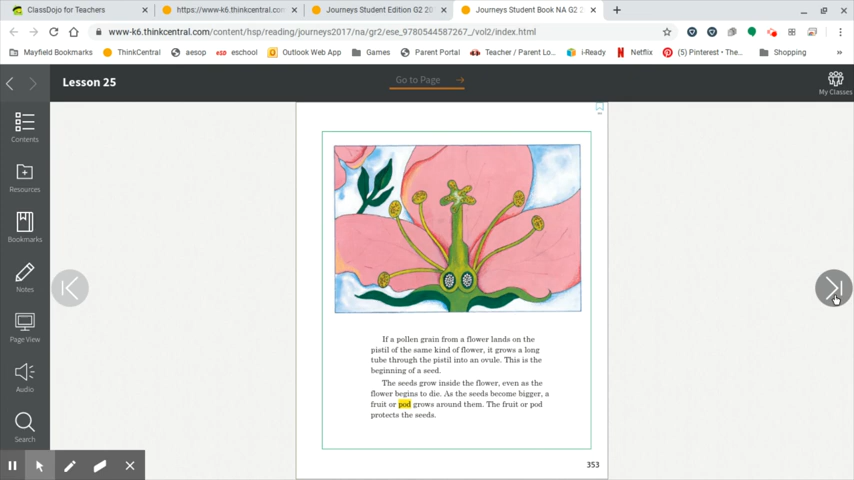 ClassDojo for Teachers
https://www-k6.thinkcentral.com/
Journeys Student Edition G2 20
Journeys Student Book NA G2 2
www-k6.thinkcentral.com/content/hsp/reading/journeys2017/na/gr2/ese_9780544587267_/vol2/index.html
Mayfield Bookmarks
ThinkCentral
aesop
eschool
Outlook Web App
Games
Parent Portal
Teacher / Parent Lo...
i-Ready
Netflix
(5) Pinterest • The...
Shopping
Lesson 25
Go to Page
My Classes
Contents
Resources
Bookmarks
Notes
Page View
Audio
Search
If a pollen grain from a flower lands on the
pistil of the same kind of flower, it grows a long
tube through the pistil into an ovule. This is the
beginning of a seed.
The seeds grow inside the flower, even as the
flower begins to die. As the seeds become bigger, a
fruit or pod grows around them. The fruit or pod
protects the seeds.
353